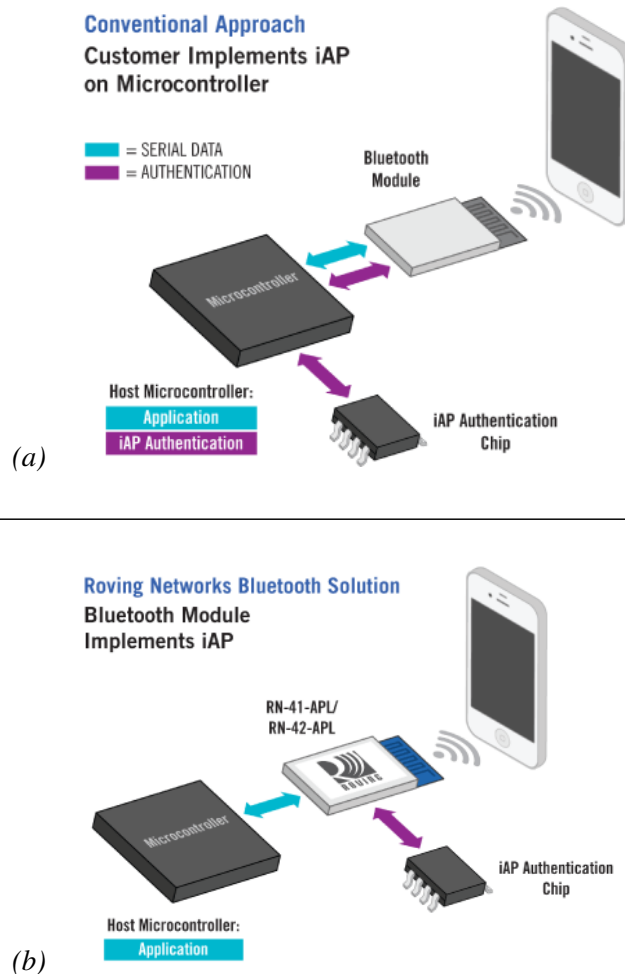 Conventional Approach
Customer Implements iAP
on Microcontroller
= SERIAL DATA
= AUTHENTICATION
Bluetooth
Module
Microcontroller
Host Microcontroller:
Application
iAP Authentication
iAP Authentication
Chip
(a)
Roving Networks Bluetooth Solution
Bluetooth Module
Implements iAP
RN-41-APL/
RN-42-APL
ROVING
Microcontroller
iAP Authentication
Chip
Host Microcontroller:
Application
(b)